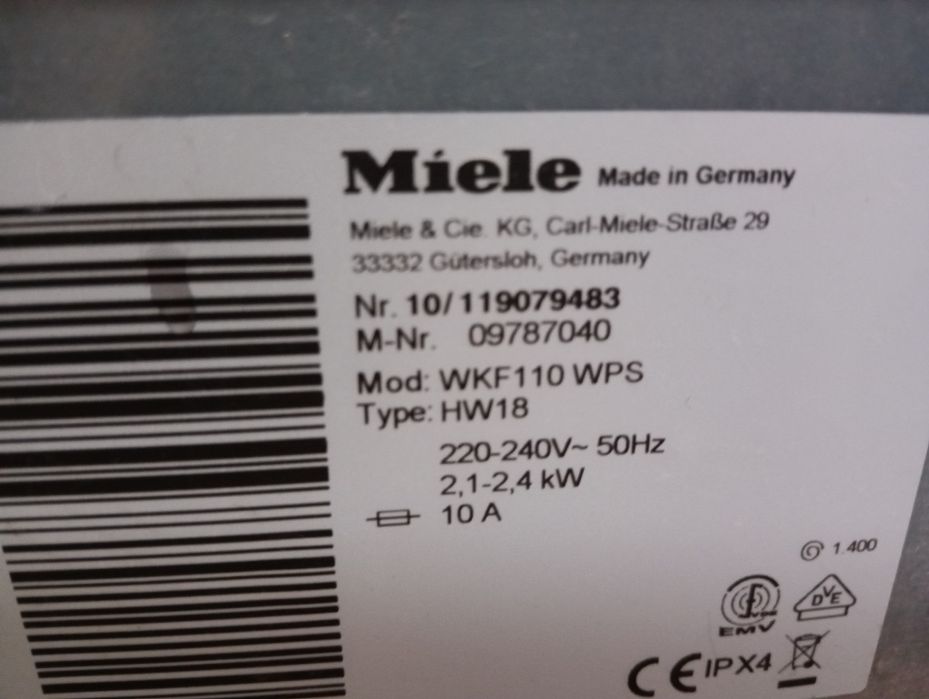 Miele Made in Germany
Miele & Cie. KG, Carl-Miele-Straße 29
33332 Gütersloh, Germany
Nr. 10/119079483
M-Nr. 09787040
Mod: WKF110 WPS
Type: HW18
220-240V~ 50Hz
2,1-2,4 kW
10 A
1.400
DVE
EMV
CE IPX4